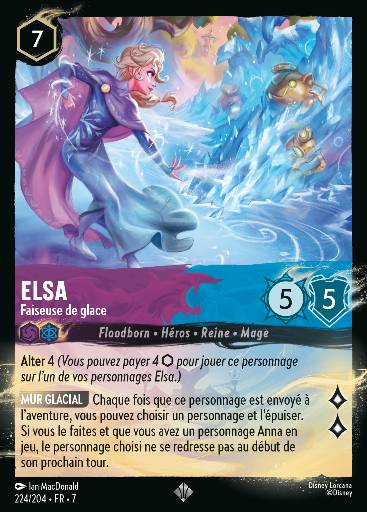 7
ELSA
Faiseuse de glace
5 5
Floodborn • Héros • Reine • Mage
Alter 4 (Vous pouvez payer 4 pour jouer ce personnage
sur l'un de vos personnages Elsa.)
MUR GLACIAL Chaque fois que ce personnage est envoyé à
l'aventure, vous pouvez choisir un personnage et l'épuiser.
Si vous le faites et que vous avez un personnage Anna en
jeu, le personnage choisi ne se redresse pas au début de
son prochain tour.
Ian MacDonald
224/204 • FR • 7
Disney Lorcana
©Disney